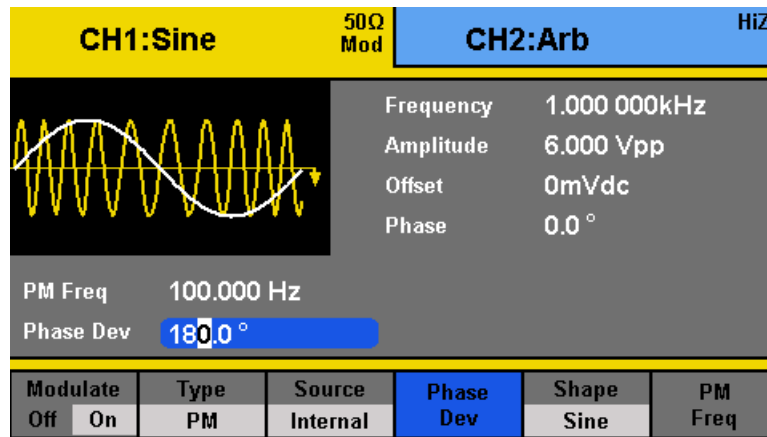 CH1:Sine
50Ω
Mod
CH2:Arb
HiZ
Frequency 1.000 000kHz
Amplitude 6.000 Vpp
Offset 0mVdc
Phase 0.0 °
PM Freq 100.000 Hz
Phase Dev 180.0 °
Modulate Type Source Phase Shape PM
Off On PM Internal Dev Sine Freq